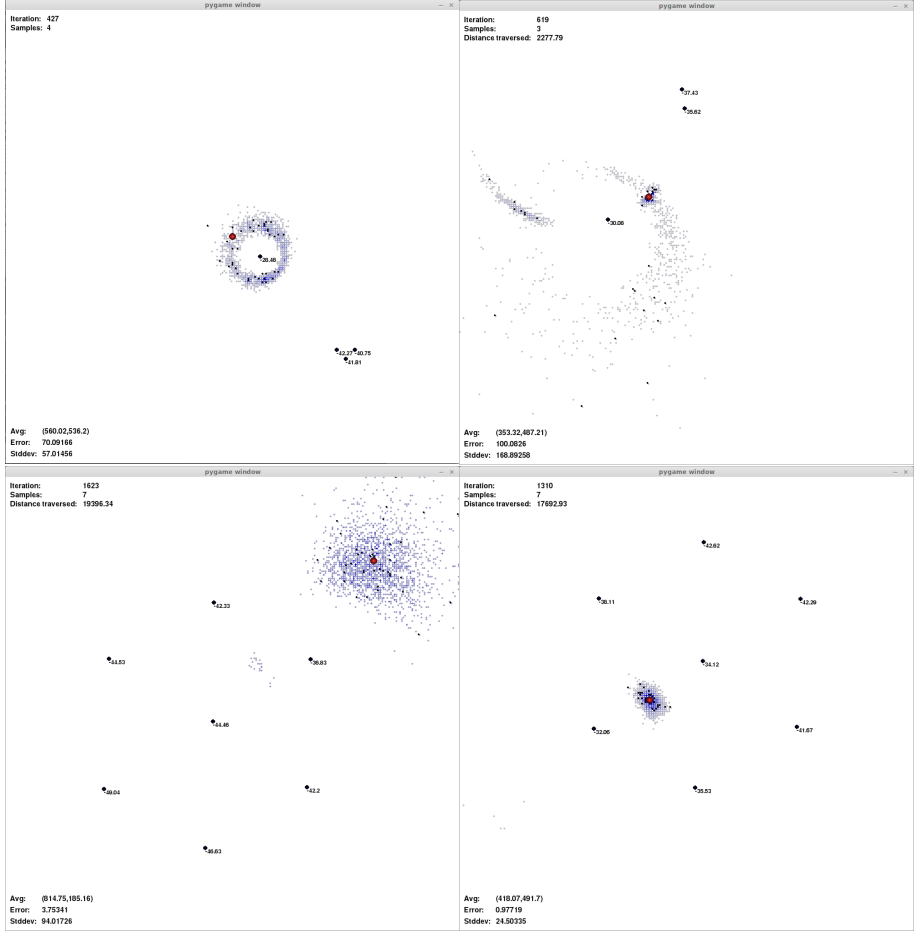 pygame window
Iteration: 427
Samples: 4
-28.48
-42.27
-40.75
-41.81
Avg: (560.02,536.2)
Error: 70.09166
Stddev: 57.01456
pygame window
Iteration: 619
Samples: 3
Distance traversed: 2277.79
-37.43
-35.62
-30.06
Avg: (353.32,487.21)
Error: 100.0826
Stddev: 168.89258
pygame window
Iteration: 1623
Samples: 7
Distance traversed: 19396.34
-42.33
-44.53
-36.83
-44.46
-49.04
-42.2
-46.63
Avg: (814.75,185.16)
Error: 3.75341
Stddev: 94.01726
pygame window
Iteration: 1310
Samples: 7
Distance traversed: 17692.93
-42.62
-38.11
-42.29
-34.12
-32.06
-41.67
-35.53
Avg: (418.07,491.7)
Error: 0.97719
Stddev: 24.50335